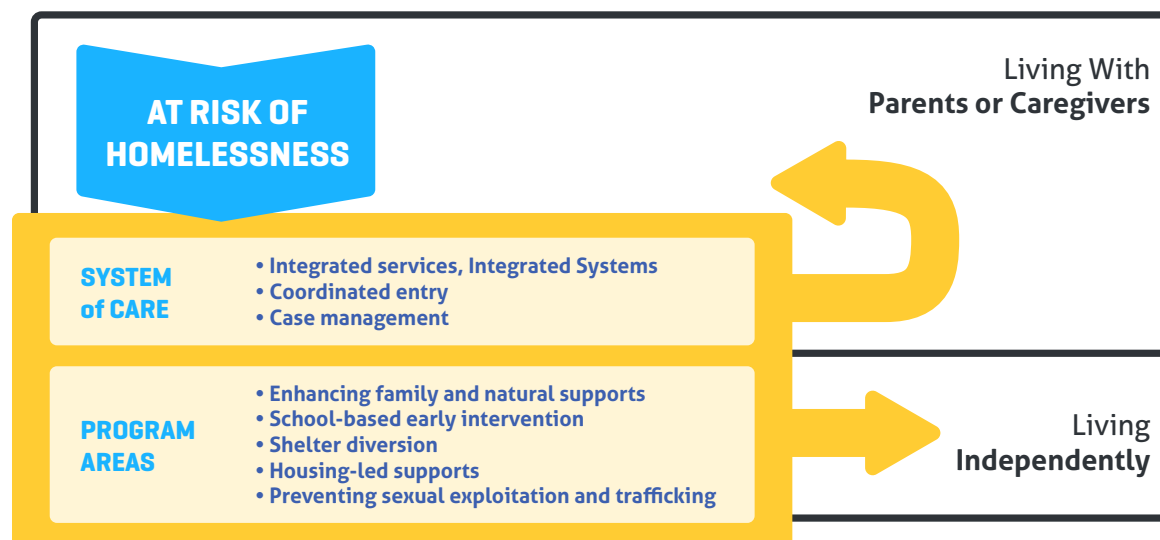 AT RISK OF
HOMELESSNESS
Living With
Parents or Caregivers
SYSTEM
of CARE
• Integrated services, Integrated Systems
• Coordinated entry
• Case management
PROGRAM
AREAS
• Enhancing family and natural supports
• School-based early intervention
• Shelter diversion
• Housing-led supports
• Preventing sexual exploitation and trafficking
Living
Independently